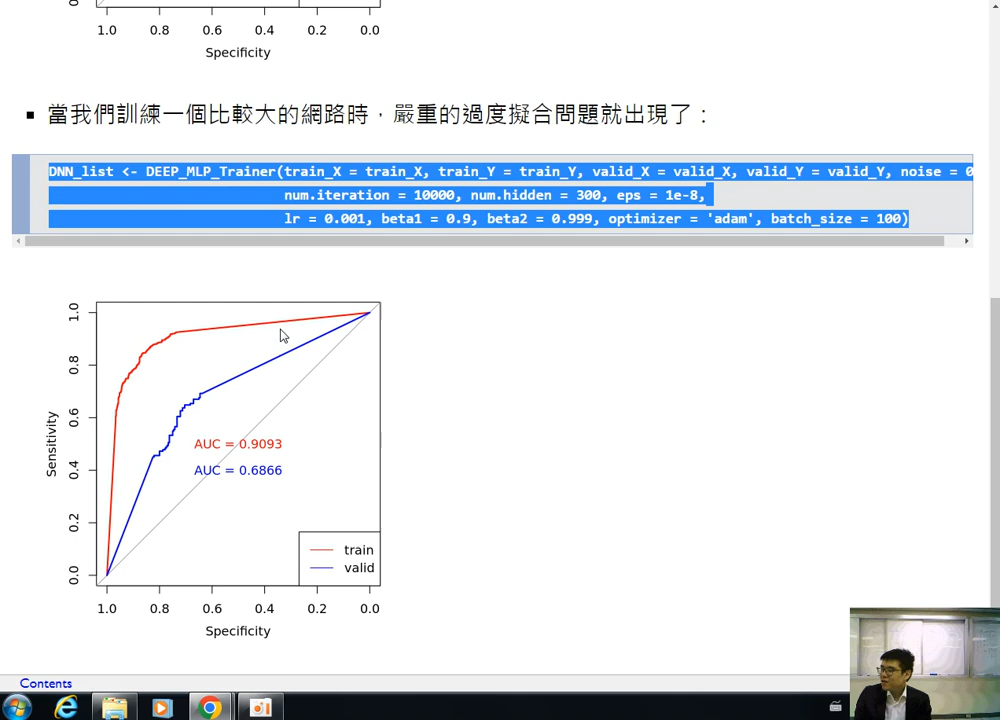 1.0 0.8 0.6 0.4 0.2 0.0
Specificity
當我們訓練一個比較大的網路時，嚴重的過度擬合問題就出現了：
DNN_list <- DEEP_MLP_Trainer(train_X = train_X, train_Y = train_Y, valid_X = valid_X, valid_Y = valid_Y, noise = 0
num.iteration = 10000, num.hidden = 300, eps = 1e-8,
lr = 0.001, beta1 = 0.9, beta2 = 0.999, optimizer = 'adam', batch_size = 100)
Sensitivity
1.0
0.8
0.6
0.4
0.2
0.0
AUC = 0.9093
AUC = 0.6866
train
valid
1.0 0.8 0.6 0.4 0.2 0.0
Specificity
Contents